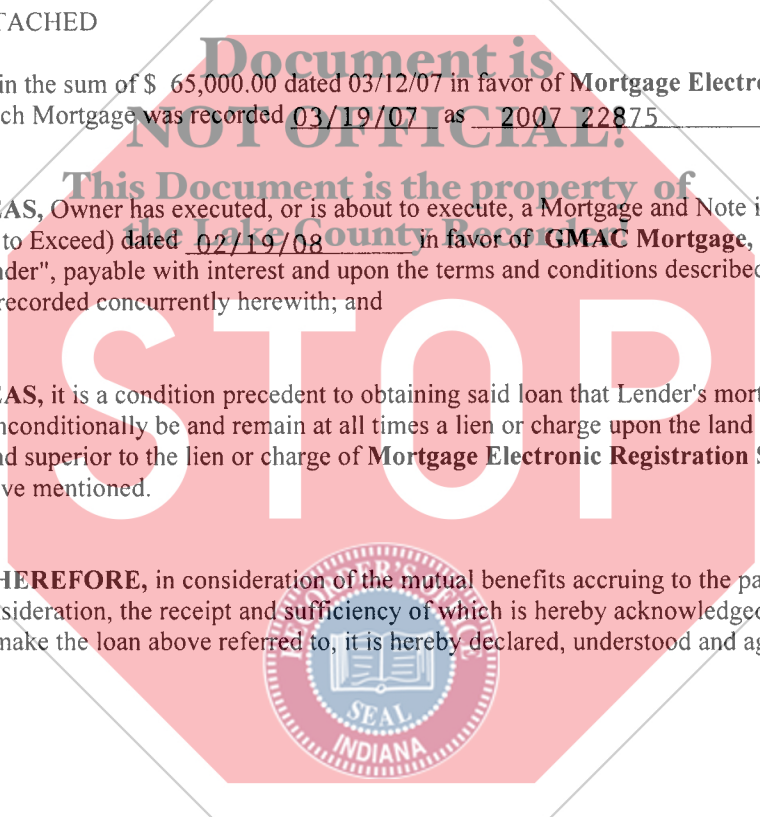 TACHED
Document is
in the sum of $ 65,000.00 dated 03/12/07 in favor of Mortgage Electro
ch Mortgage was recorded 03/19/07 as 2007 22875
NOT OFFICIAL!
This Document is the property of
EAS, Owner has executed, or is about to execute, a Mortgage and Note i
the Lake County Recorder!
to Exceed) dated 02/19/08 in favor of GMAC Mortgage,
nder", payable with interest and upon the terms and conditions described
recorded concurrently herewith; and
STOP
EAS, it is a condition precedent to obtaining said loan that Lender's mort
nconditionally be and remain at all times a lien or charge upon the land
nd superior to the lien or charge of Mortgage Electronic Registration S
ve mentioned.
HEREFORE, in consideration of the mutual benefits accruing to the pa
sideration, the receipt and sufficiency of which is hereby acknowledged
make the loan above referred to, it is hereby declared, understood and ag
RECORDER'S OFFICE
SEAL
INDIANA